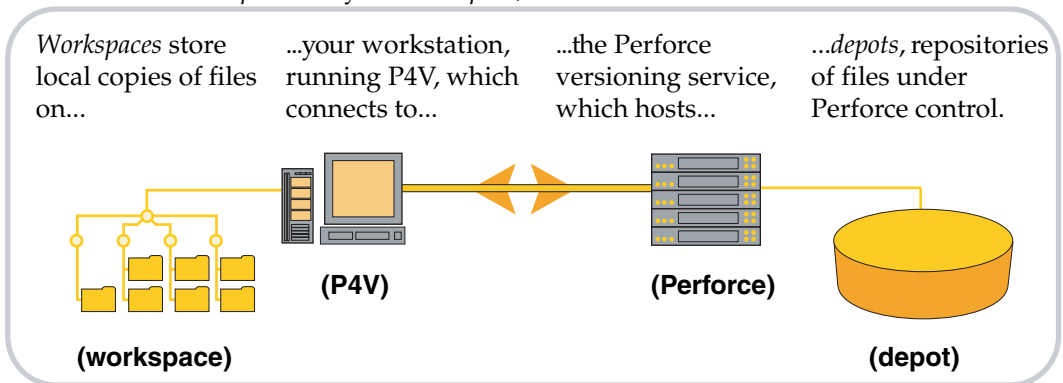 Workspaces store
local copies of files
on...
...your workstation,
running P4V, which
connects to...
...the Perforce
versioning service,
which hosts...
...depots, repositories
of files under
Perforce control.
(P4V)
(Perforce)
(workspace)
(depot)